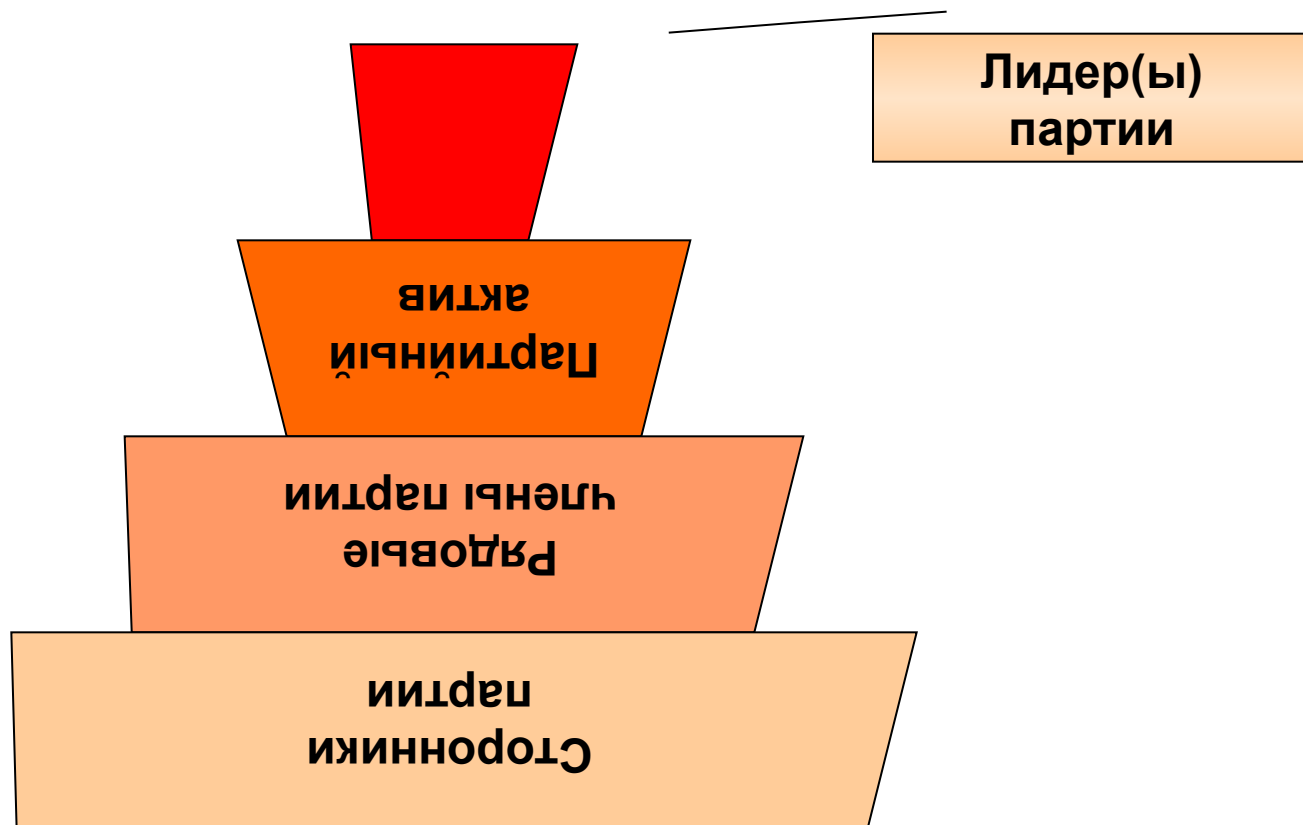 Лидер(ы)
партии
Партийный
актив
Рядовые
члены партии
Сторонники
партии